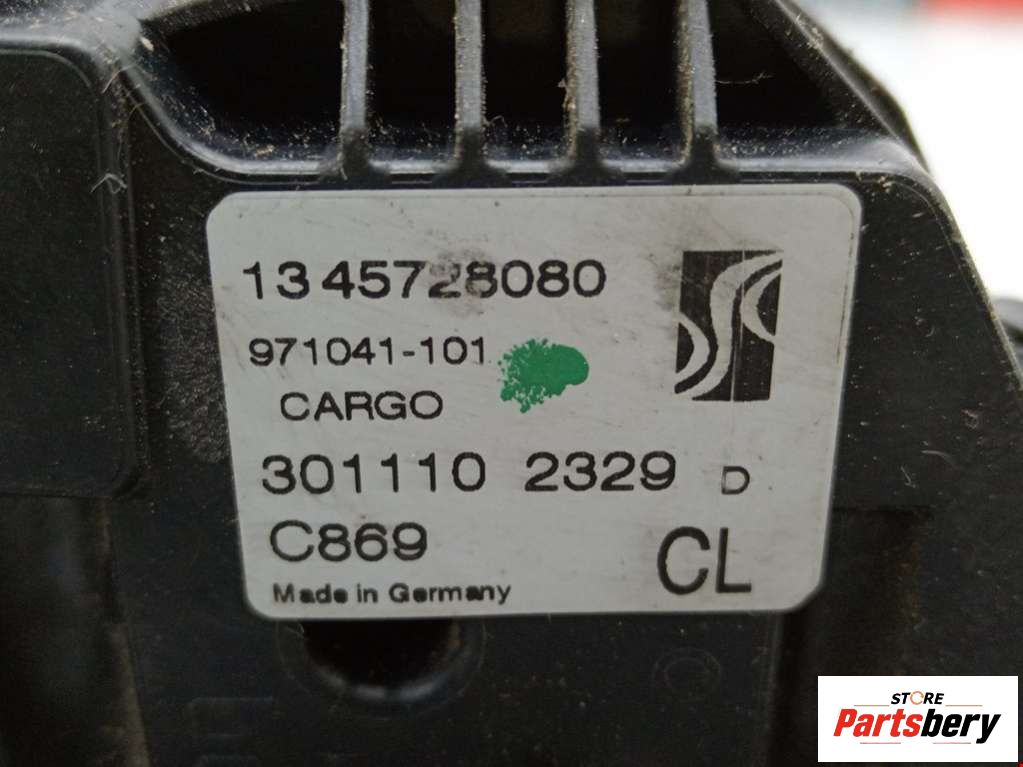 1345728080
971041-101
CARGO
301110 2329 D
C869
CL
Made in Germany
STORE
Partsbery